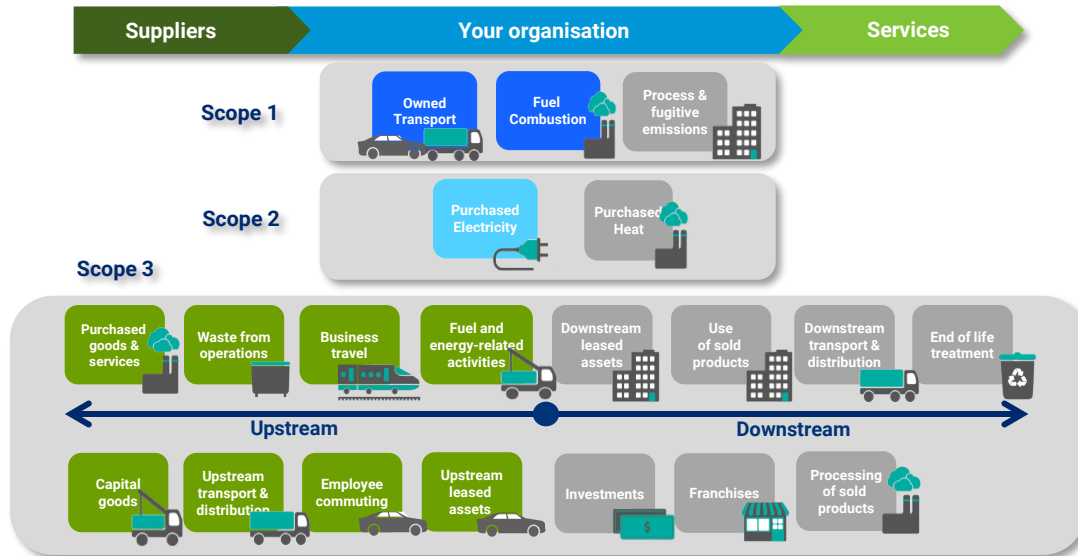 Suppliers
Your organisation
Services
Scope 1
Owned
Transport
Fuel
Combustion
Process &
fugitive
emissions
Scope 2
Purchased
Electricity
Purchased
Heat
Scope 3
Purchased
goods &
services
Waste from
operations
Business
travel
Fuel and
energy-related
activities
Downstream
leased
assets
Use
of sold
products
Downstream
transport &
distribution
End of life
treatment
Upstream
Downstream
Capital
goods
Upstream
transport &
distribution
Employee
commuting
Upstream
leased
assets
Investments
$
Franchises
Processing
of sold
products